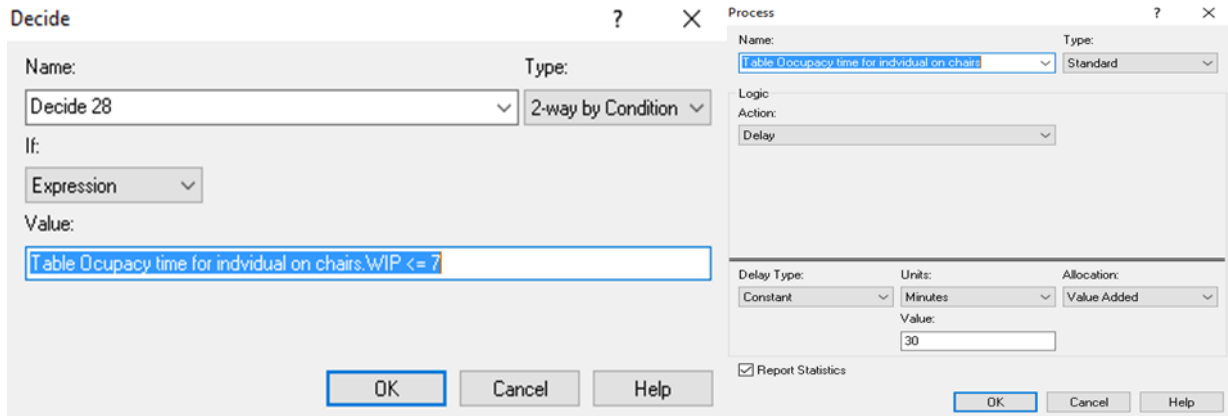 Decide ? ✕
Name: Type:
Decide 28 2-way by Condition
If:
Expression
Value:
Table Ocupacy time for indvidual on chairs.WIP <= 7
OK Cancel Help
Process ? ✕
Name: Type:
Table Oocupacy time for indvidual on chairs Standard
Logic
Action:
Delay
Delay Type: Units: Allocation:
Constant Minutes Value Added
Value:
30
Report Statistics
OK Cancel Help